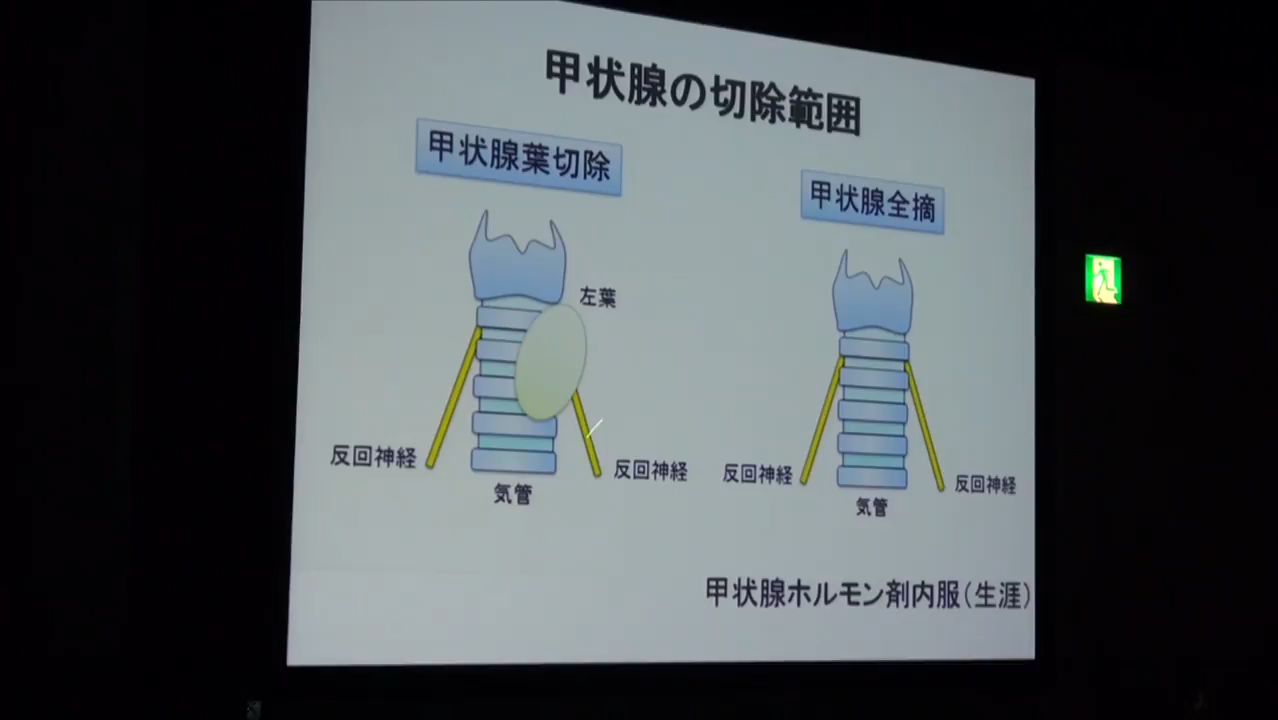 甲状腺の切除範囲
甲状腺葉切除
左葉
反回神経
反回神経
気管
甲状腺全摘
反回神経
反回神経
気管
甲状腺ホルモン剤内服(生涯)